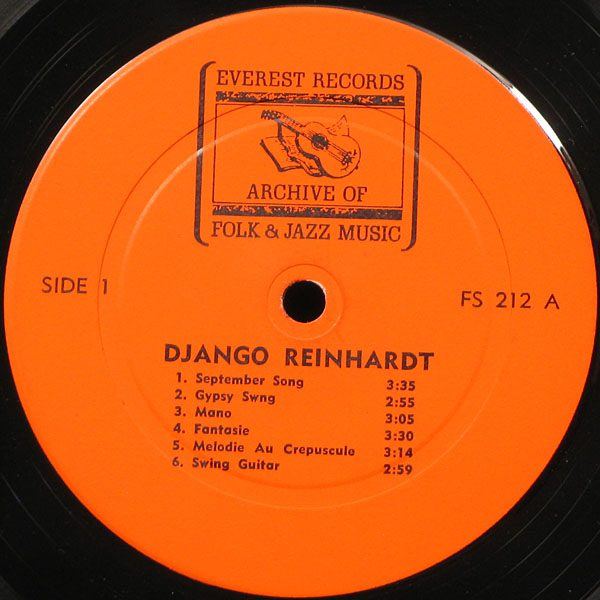 EVEREST RECORDS
ARCHIVE OF
FOLK & JAZZ MUSIC
SIDE 1
FS 212 A
DJANGO REINHARDT
1. September Song 3:35
2. Gypsy Swng 2:55
3. Mano 3:05
4. Fantasie 3:30
5. Melodie Au Crepuscule 3:14
6. Swing Guitar 2:59